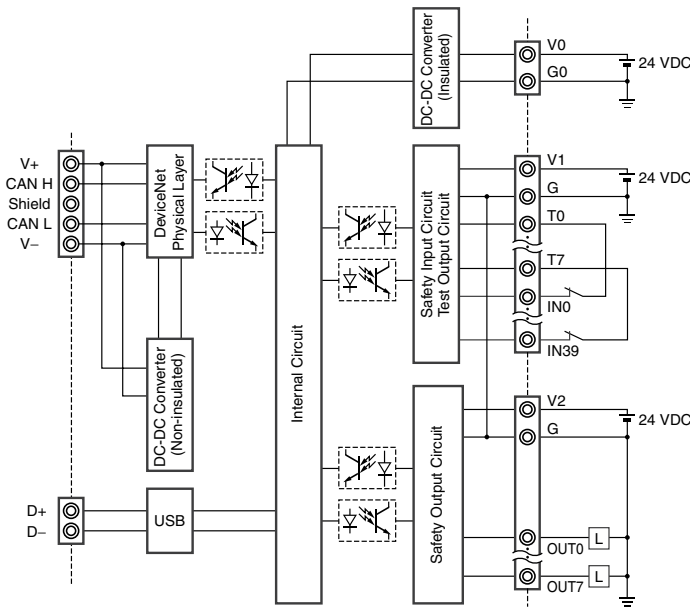 V0
G0
24 VDC
DC-DC Converter
(Insulated)
V+
CAN H
Shield
CAN L
V−
DeviceNet
Physical Layer
DC-DC Converter
(Non-insulated)
D+
D−
USB
Internal Circuit
Safety Input Circuit
Test Output Circuit
V1
G
T0
T7
IN0
IN39
24 VDC
Safety Output Circuit
V2
G
24 VDC
OUT0
L
OUT7
L